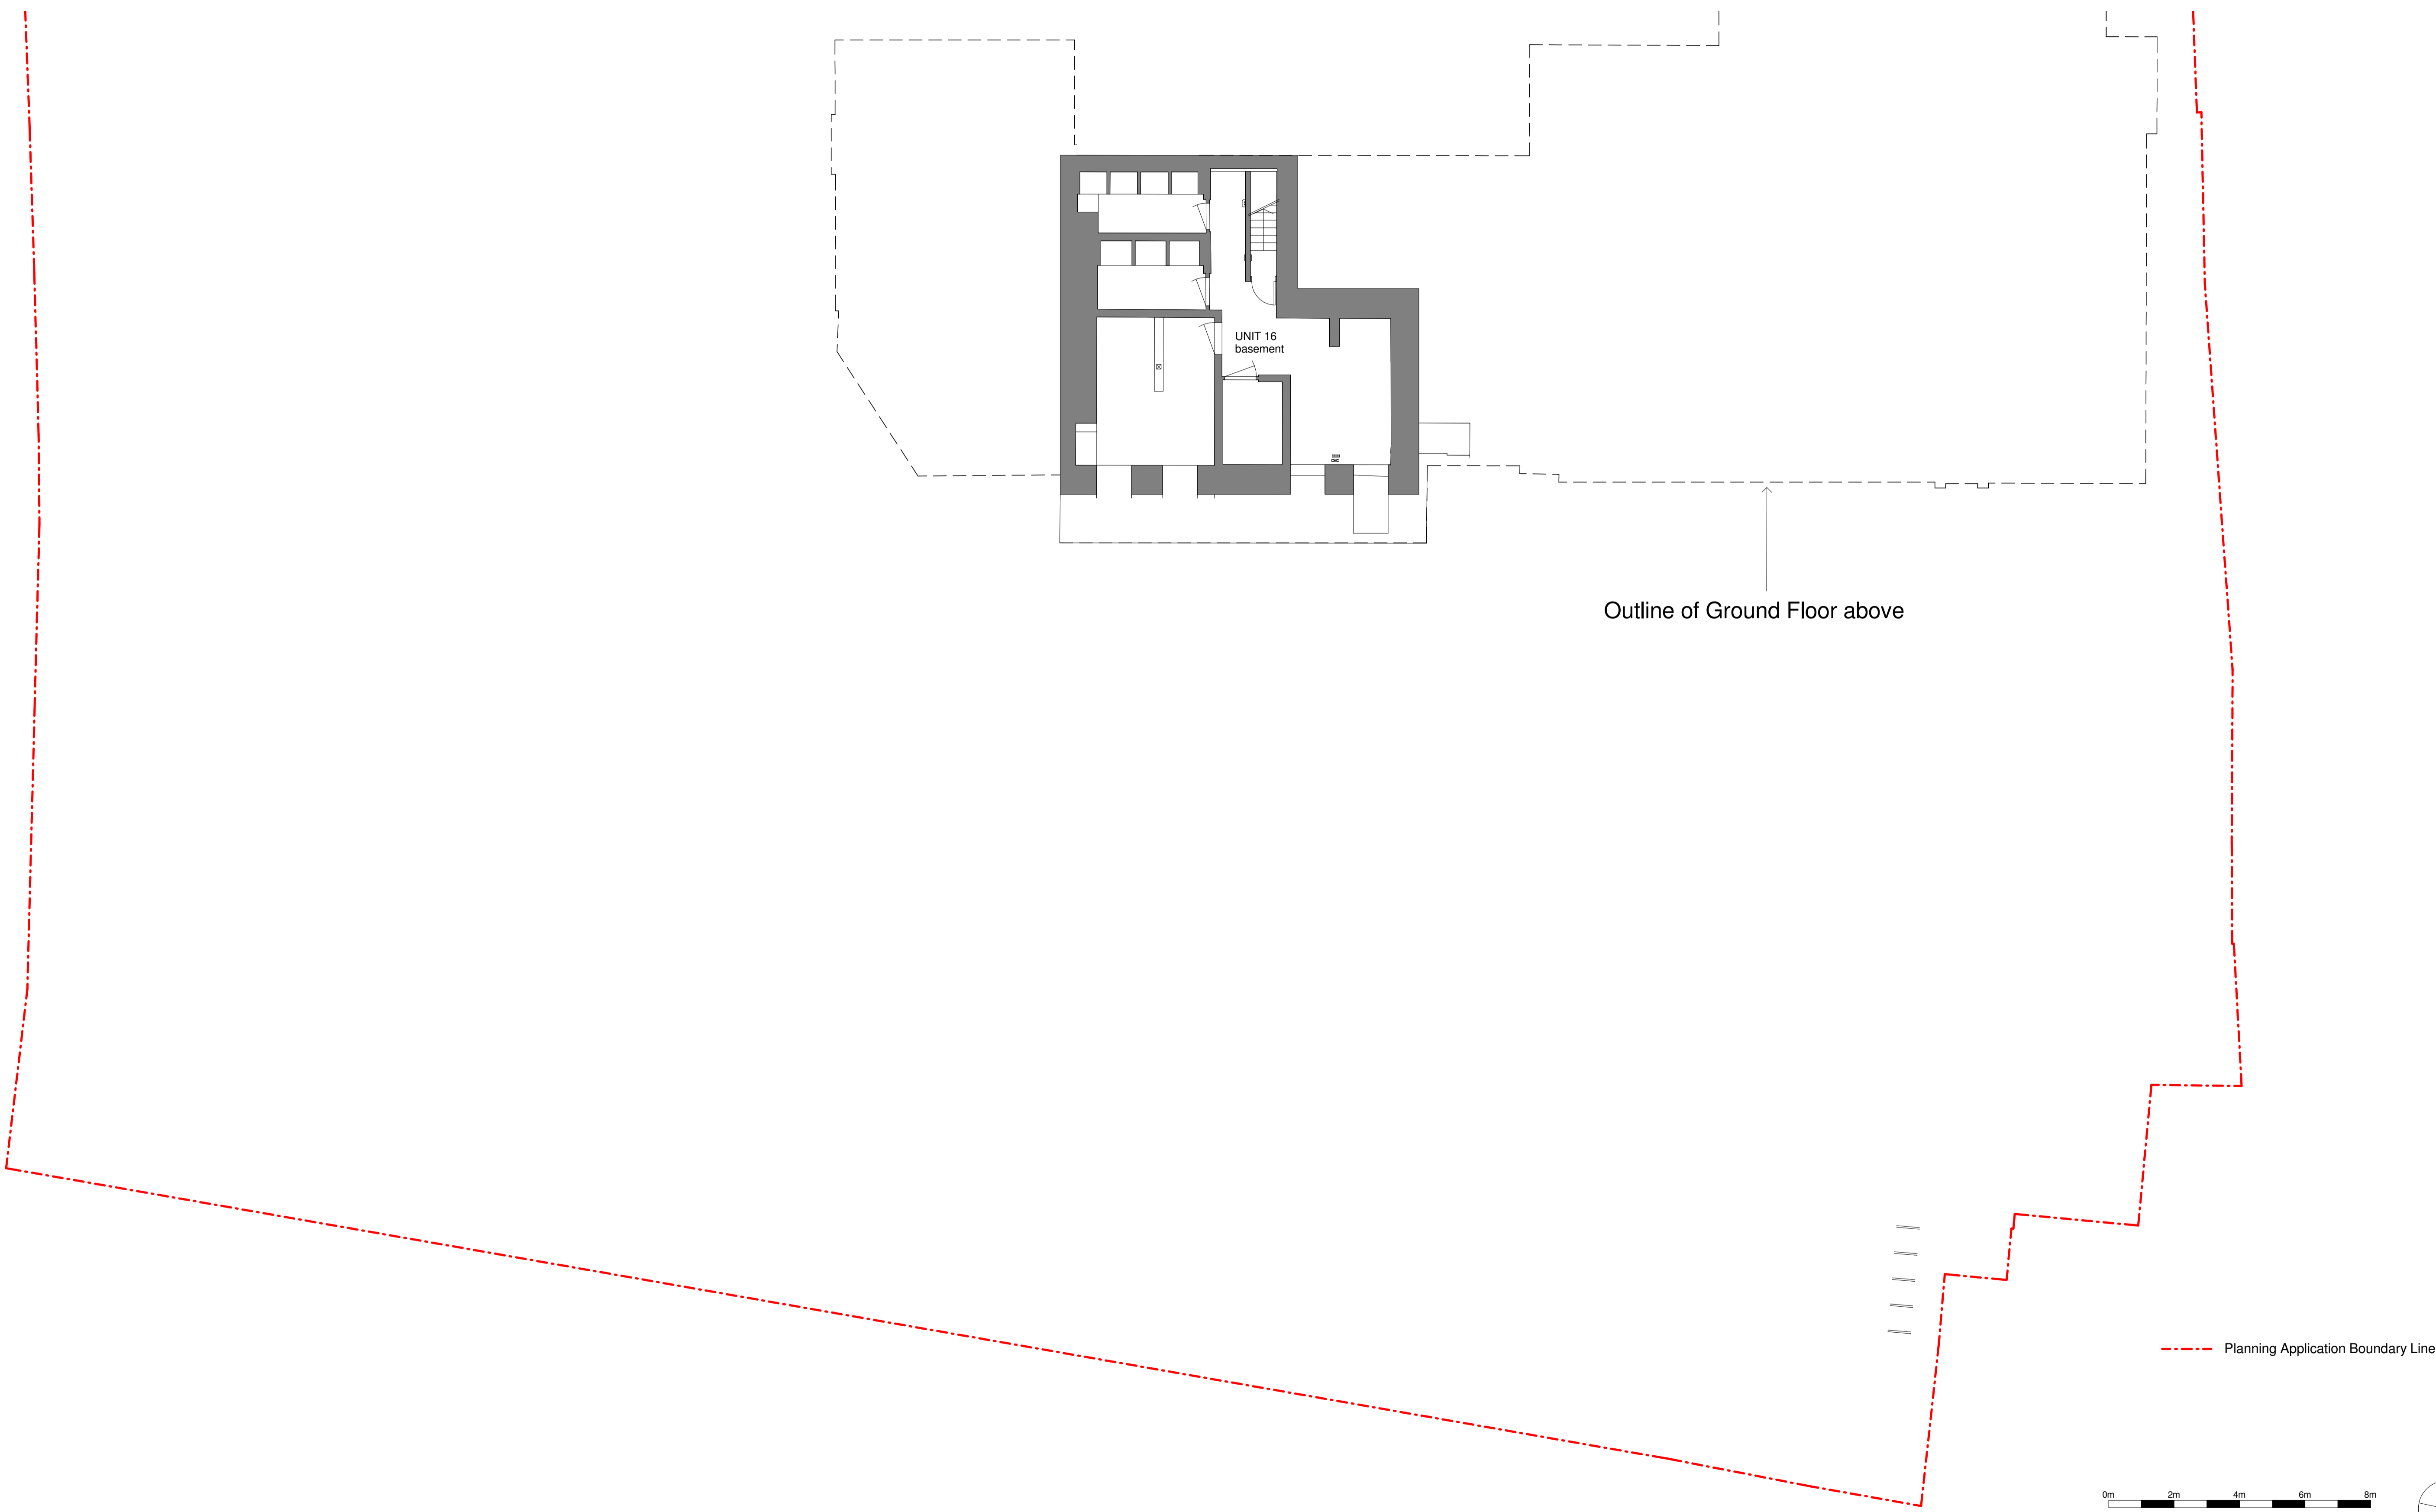 UNIT 16
basement
Outline of Ground Floor above
Planning Application Boundary Line
0m 2m 4m 6m 8m